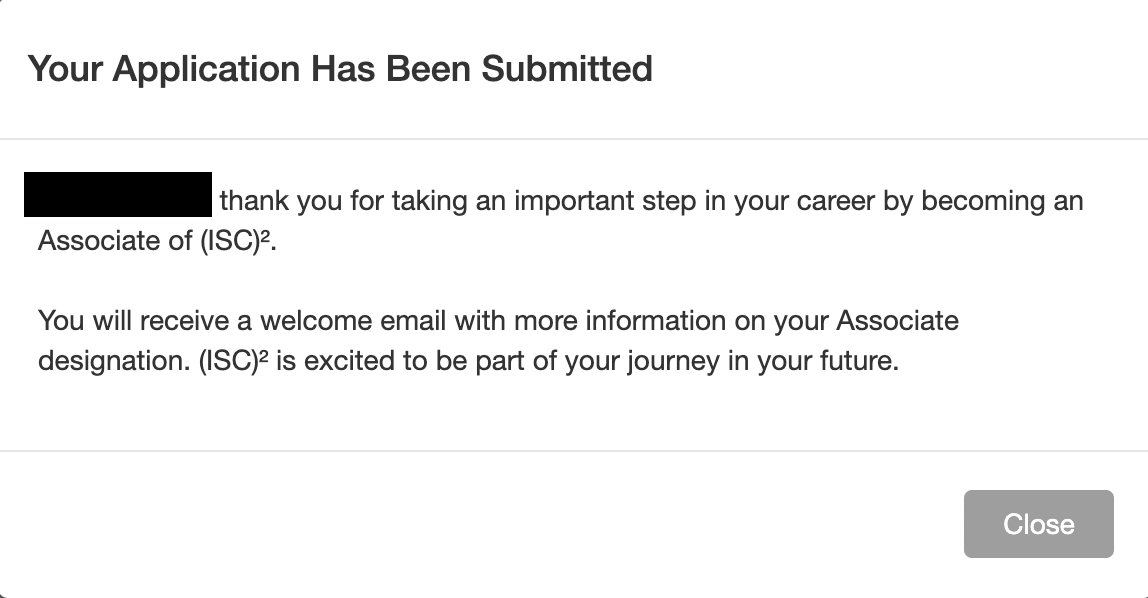 Your Application Has Been Submitted
thank you for taking an important step in your career by becoming an
Associate of (ISC)².
You will receive a welcome email with more information on your Associate
designation. (ISC)² is excited to be part of your journey in your future.
Close